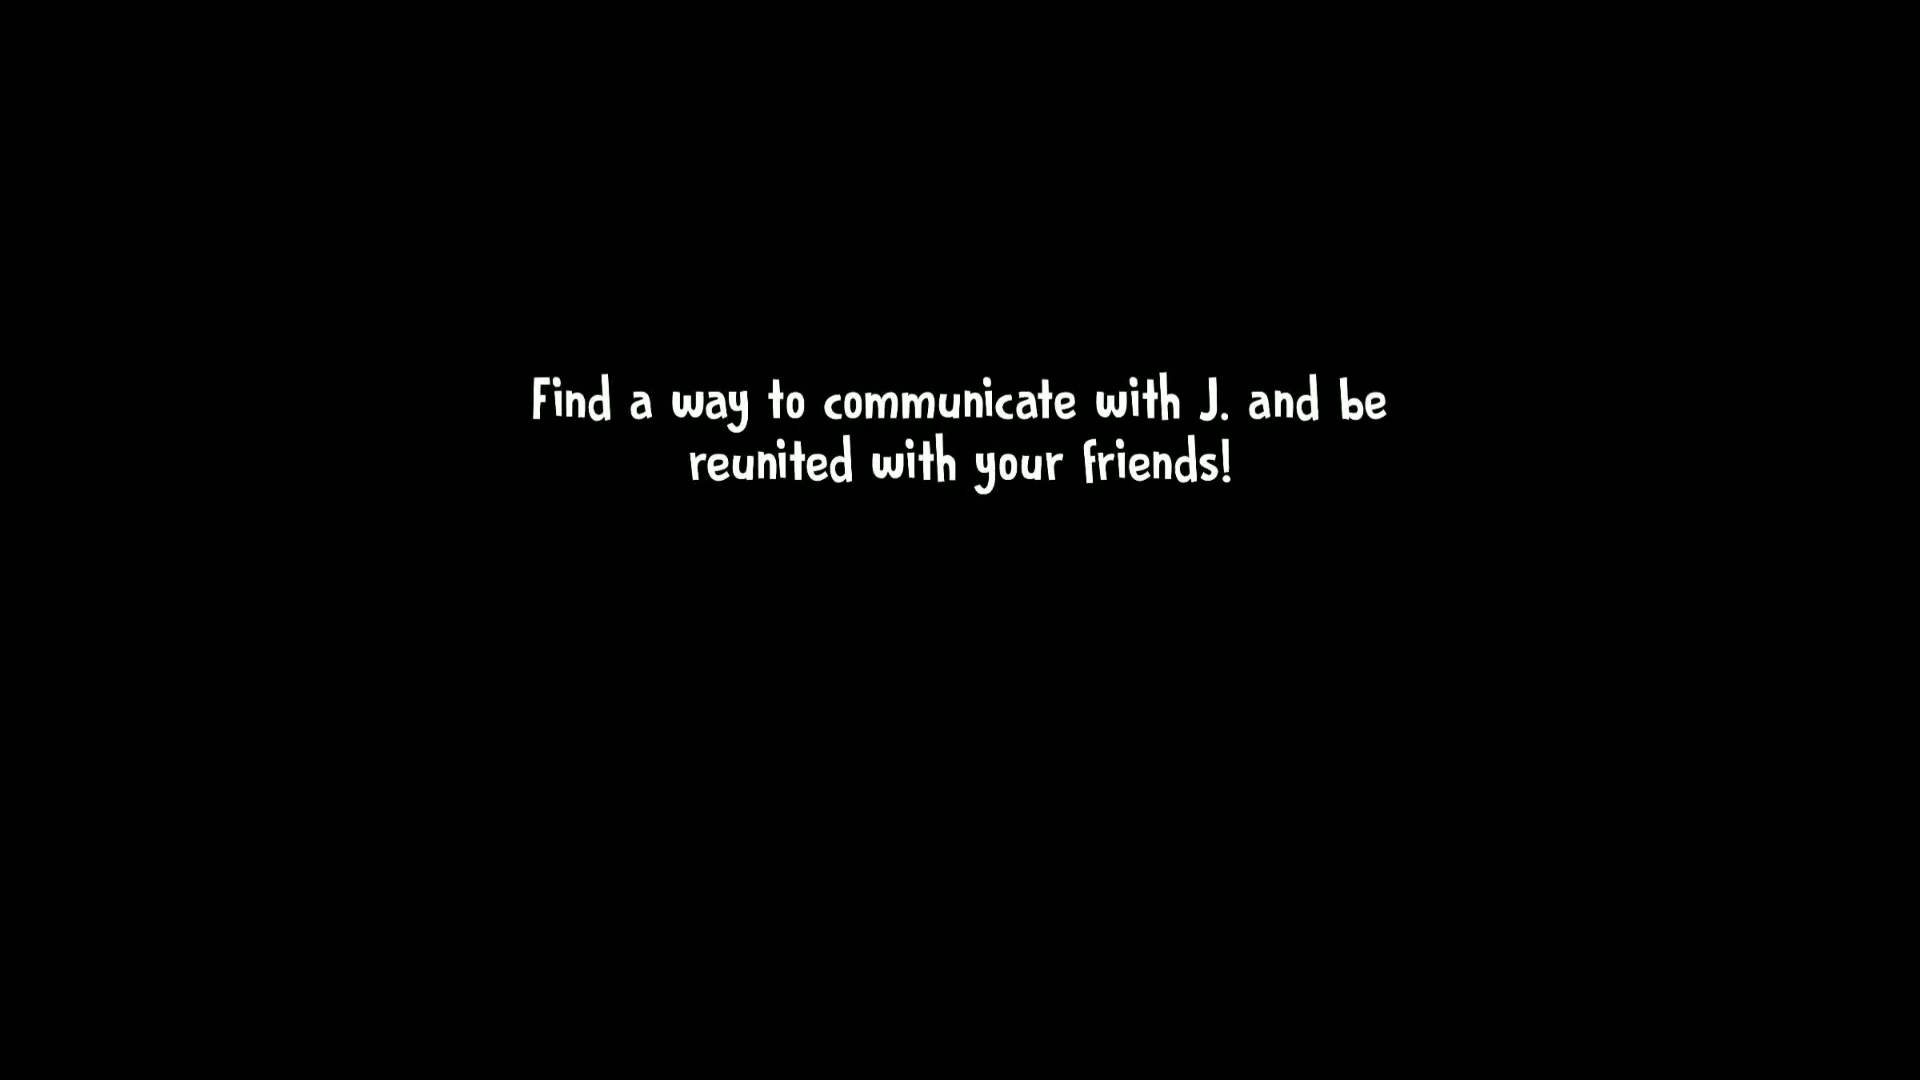 Find a way to communicate with J. and be
reunited with your friends!